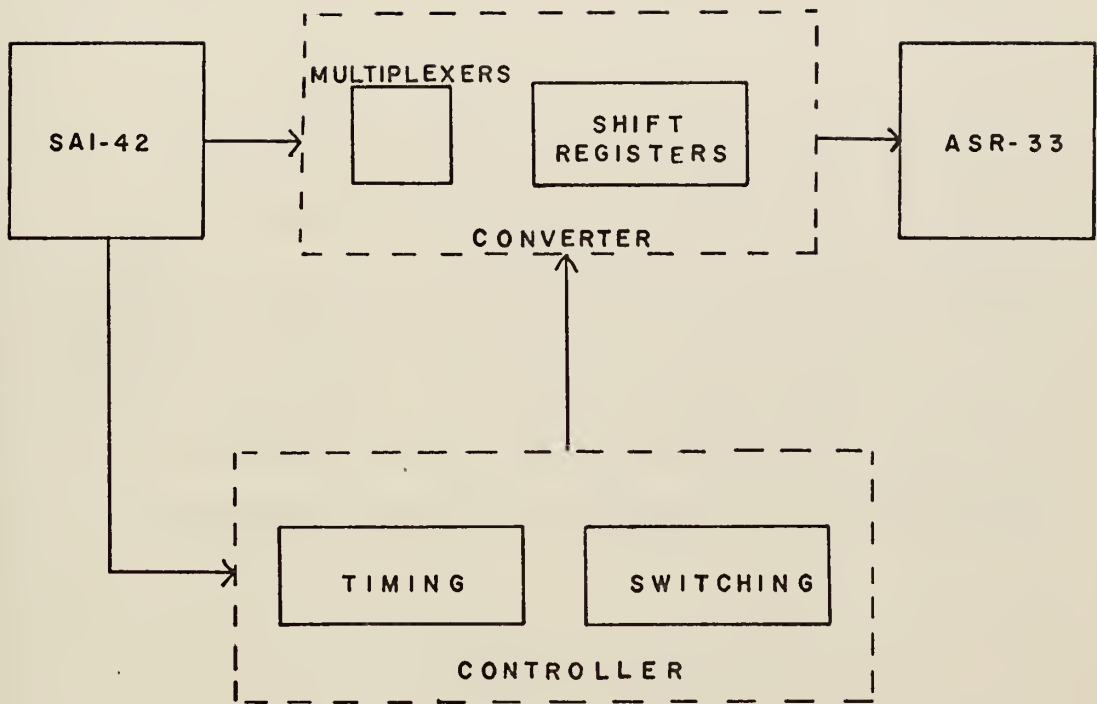 MULTIPLEXERS
SAI-42
SHIFT
REGISTERS
ASR-33
CONVERTER
TIMING
SWITCHING
CONTROLLER